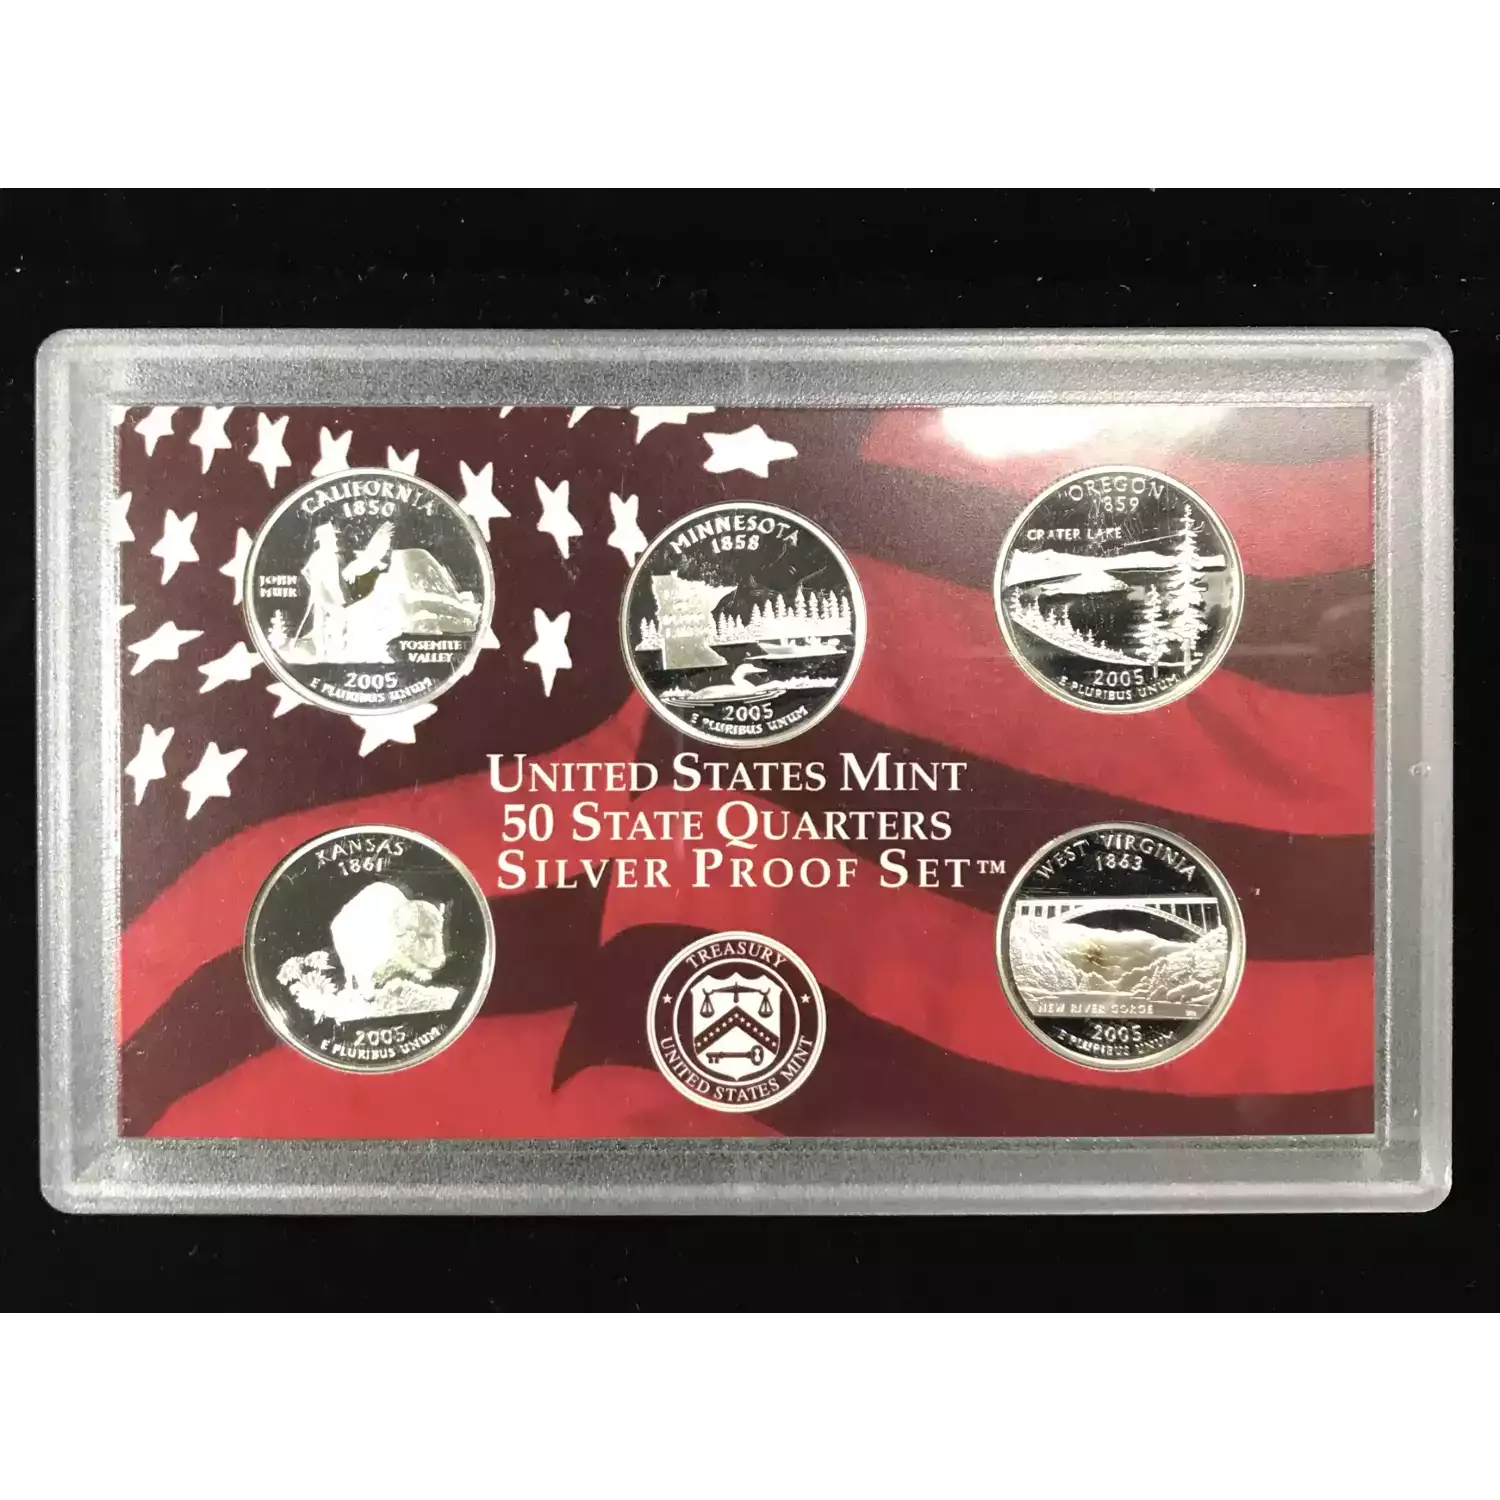 CALIFORNIA
1850
JOHN
MUIR
YOSEMITE
VALLEY
2005
E PLURIBUS UNUM
MINNESOTA
1858
2005
E PLURIBUS UNUM
OREGON
1859
CRATER LAKE
2005
E PLURIBUS UNUM
UNITED STATES MINT
50 STATE QUARTERS
SILVER PROOF SET™
KANSAS
1861
2005
E PLURIBUS UNUM
TREASURY
UNITED STATES MINT
WEST VIRGINIA
1863
NEW RIVER GORGE
2005
E PLURIBUS UNUM